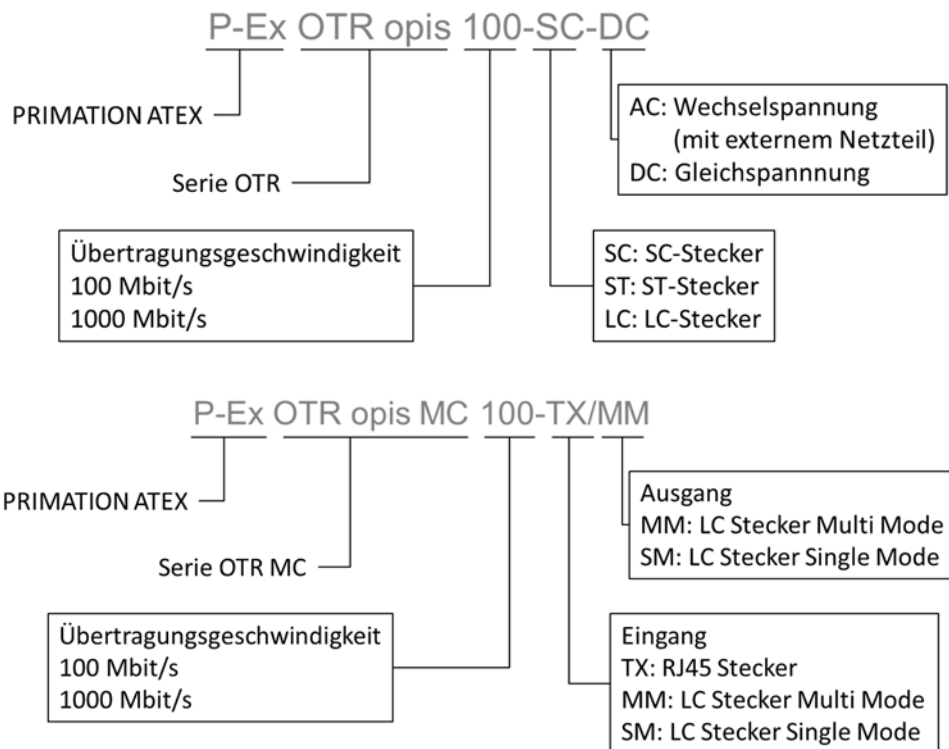 P-Ex OTR opis 100-SC-DC
PRIMATION ATEX
Serie OTR
Übertragungsgeschwindigkeit
100 Mbit/s
1000 Mbit/s
AC: Wechselspannung
(mit externem Netzteil)
DC: Gleichspannnung
SC: SC-Stecker
ST: ST-Stecker
LC: LC-Stecker
P-Ex OTR opis MC 100-TX/MM
PRIMATION ATEX
Serie OTR MC
Übertragungsgeschwindigkeit
100 Mbit/s
1000 Mbit/s
Ausgang
MM: LC Stecker Multi Mode
SM: LC Stecker Single Mode
Eingang
TX: RJ45 Stecker
MM: LC Stecker Multi Mode
SM: LC Stecker Single Mode